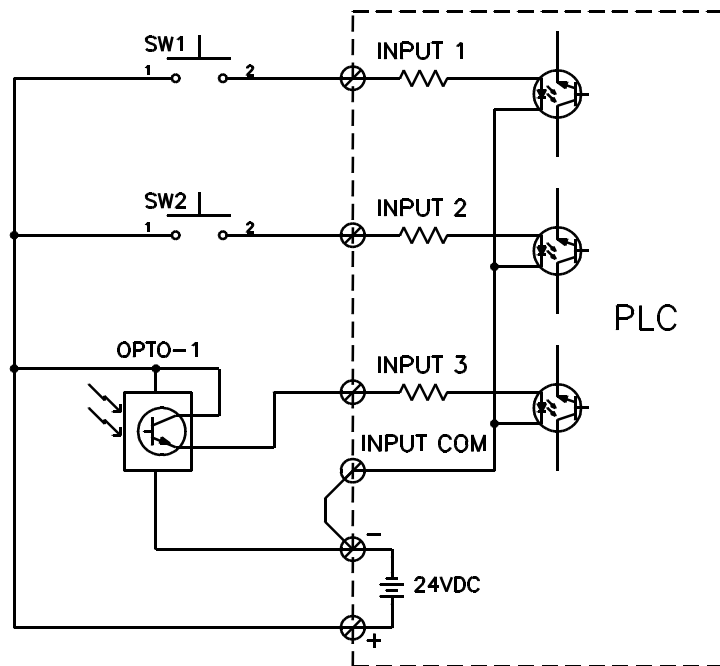 SW1
1 2
INPUT 1
SW2
1 2
INPUT 2
PLC
OPTO-1
INPUT 3
INPUT COM
-
24VDC
+